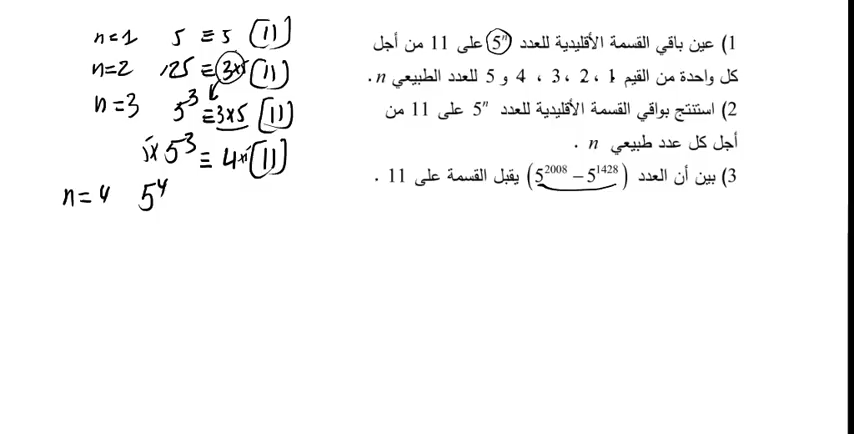 1) عين باقي القسمة الأقليدية للعدد 5ⁿ على 11 من أجل
كل واحدة من القيم 1 ، 2 ، 3 ، 4 و 5 للعدد الطبيعي n .
2) استنتج بواقي القسمة الأقليدية للعدد 5ⁿ على 11 من
أجل كل عدد طبيعي n .
3) بين أن العدد (5²⁰⁰⁸ − 5¹⁴²⁸) يقبل القسمة على 11 .
n=1 5 ≡ 5 [11]
n=2 25 ≡ 3×5 [11]
n=3 5³ ≡ 3×5 [11]
5× 5³ ≡ 4×5 [11]
n=4 5⁴